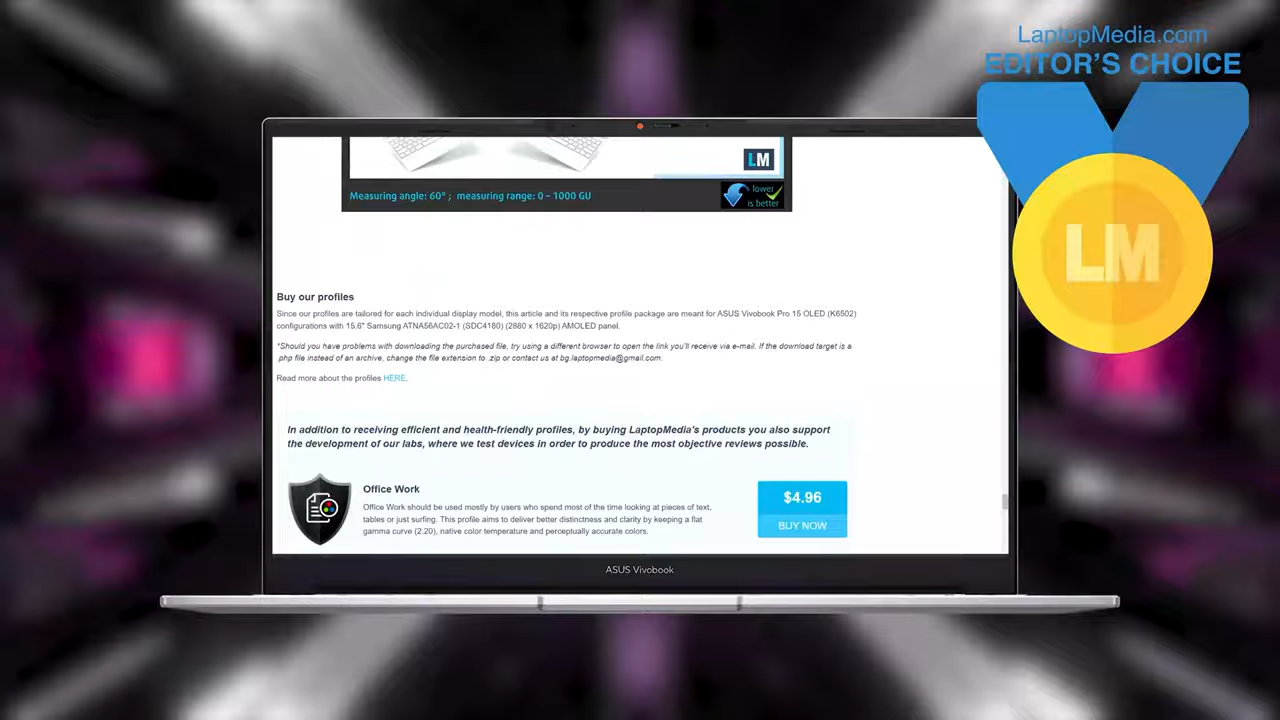 LaptopMedia.com
EDITOR'S CHOICE
LM
LM
Measuring angle: 60° ; measuring range: 0 – 1000 GU
lower
is better
Buy our profiles
Since our profiles are tailored for each individual display model, this article and its respective profile package are meant for ASUS Vivobook Pro 15 OLED (K6502)
configurations with 15.6" Samsung ATNA56AC02-1 (SDC4180) (2880 x 1620p) AMOLED panel.
*Should you have problems with downloading the purchased file, try using a different browser to open the link you'll receive via e-mail. If the download target is a
.php file instead of an archive, change the file extension to .zip or contact us at bg.laptopmedia@gmail.com.
Read more about the profiles HERE.
In addition to receiving efficient and health-friendly profiles, by buying LaptopMedia's products you also support
the development of our labs, where we test devices in order to produce the most objective reviews possible.
Office Work
Office Work should be used mostly by users who spend most of the time looking at pieces of text,
tables or just surfing. This profile aims to deliver better distinctness and clarity by keeping a flat
gamma curve (2.20), native color temperature and perceptually accurate colors.
$4.96
BUY NOW
ASUS Vivobook